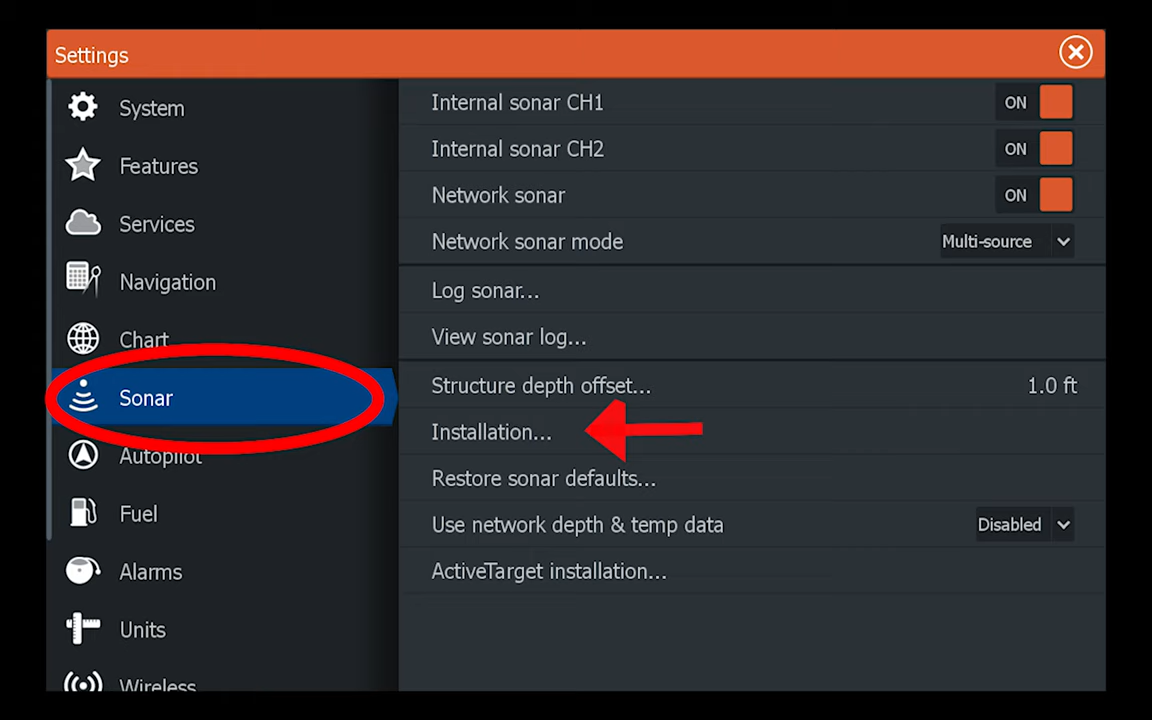 Settings
System
Features
Services
Navigation
Chart
Sonar
Autopilot
Fuel
Alarms
Units
Wireless
Internal sonar CH1 ON
Internal sonar CH2 ON
Network sonar ON
Network sonar mode Multi-source
Log sonar...
View sonar log...
Structure depth offset... 1.0 ft
Installation...
Restore sonar defaults...
Use network depth & temp data Disabled
ActiveTarget installation...